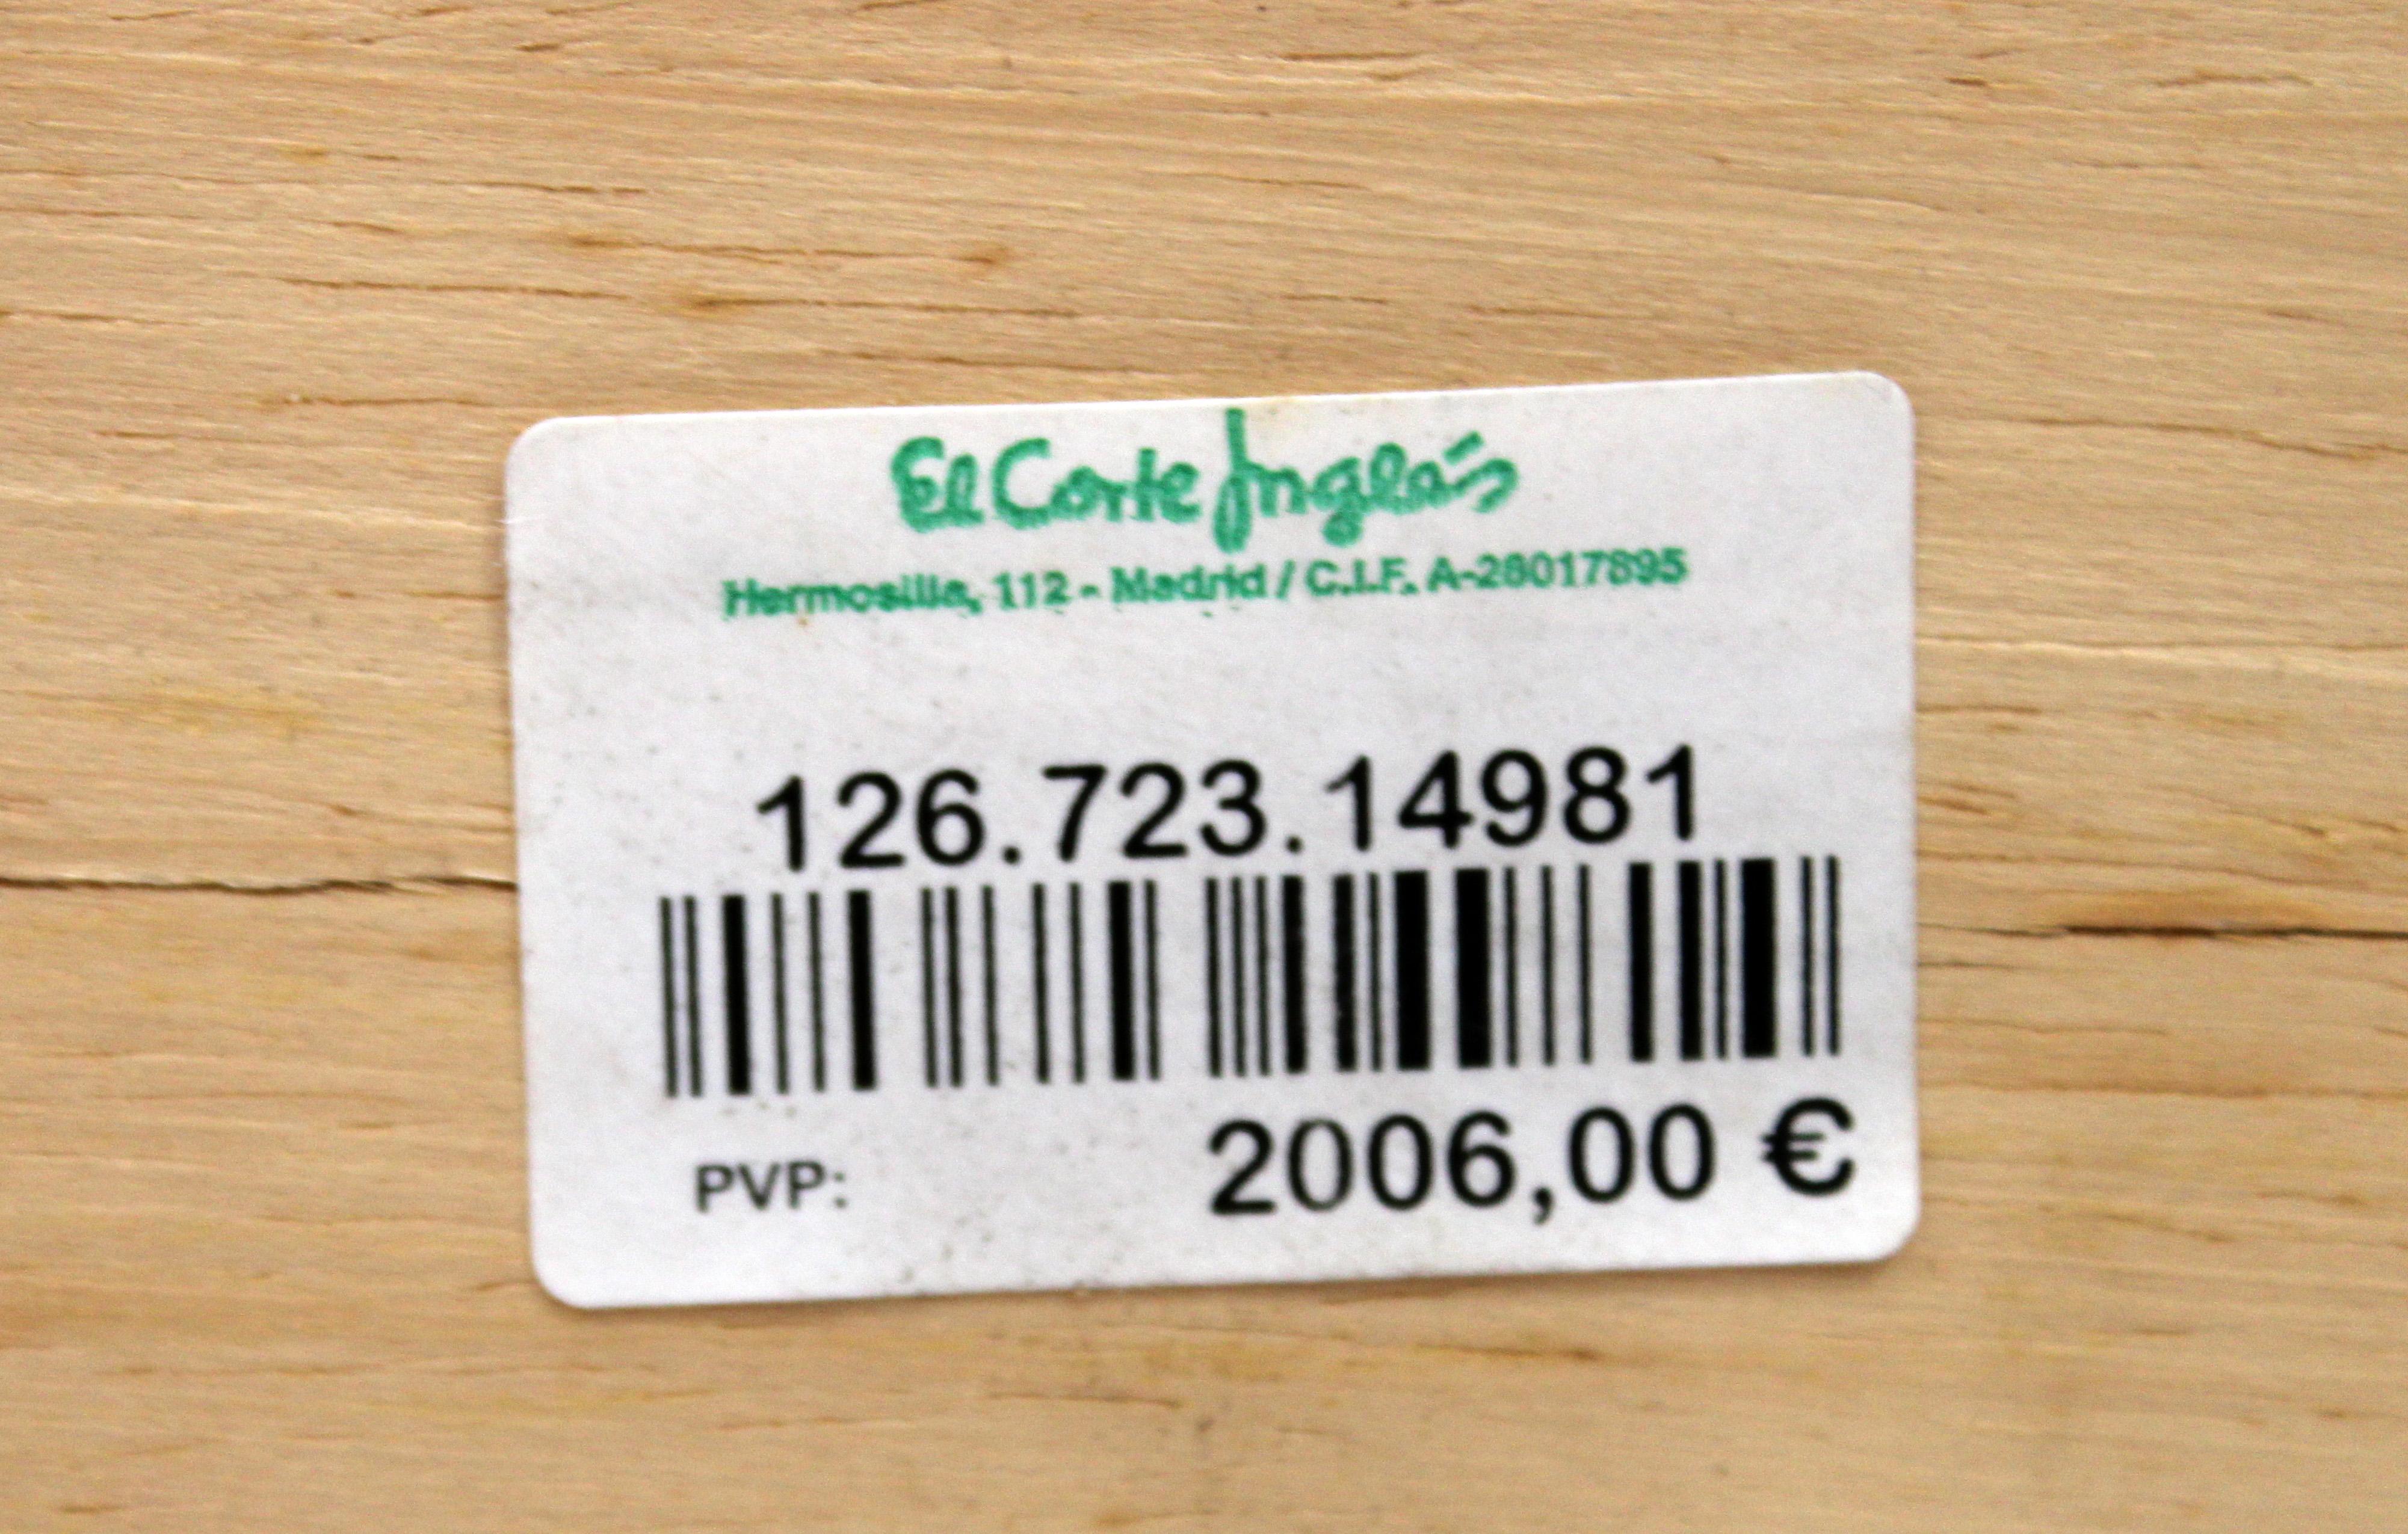 El Corte Inglés
Hermosilla, 112 - Madrid / C.I.F. A-28017895
126.723.14981
PVP: 2006,00 €